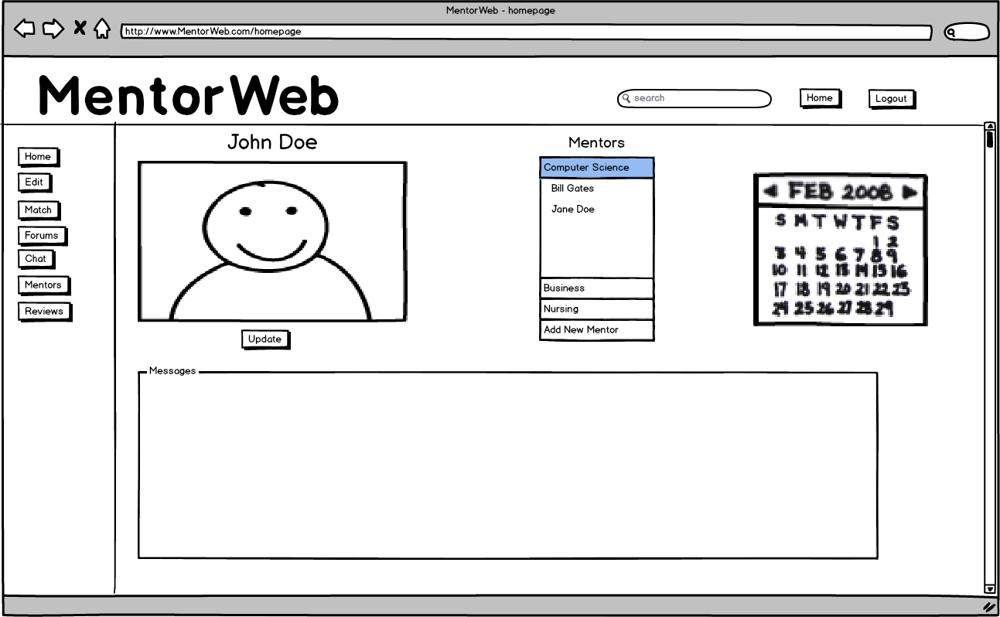 MentorWeb - homepage
http://www.MentorWeb.com/homepage
MentorWeb
search
Home
Logout
Home
Edit
Match
Forums
Chat
Mentors
Reviews
John Doe
Update
Mentors
Computer Science
Bill Gates
Jane Doe
Business
Nursing
Add New Mentor
FEB 2008
S M T W T F S
1 2
3 4 5 6 7 8 9
10 11 12 13 14 15 16
17 18 19 20 21 22 23
24 25 26 27 28 29
Messages